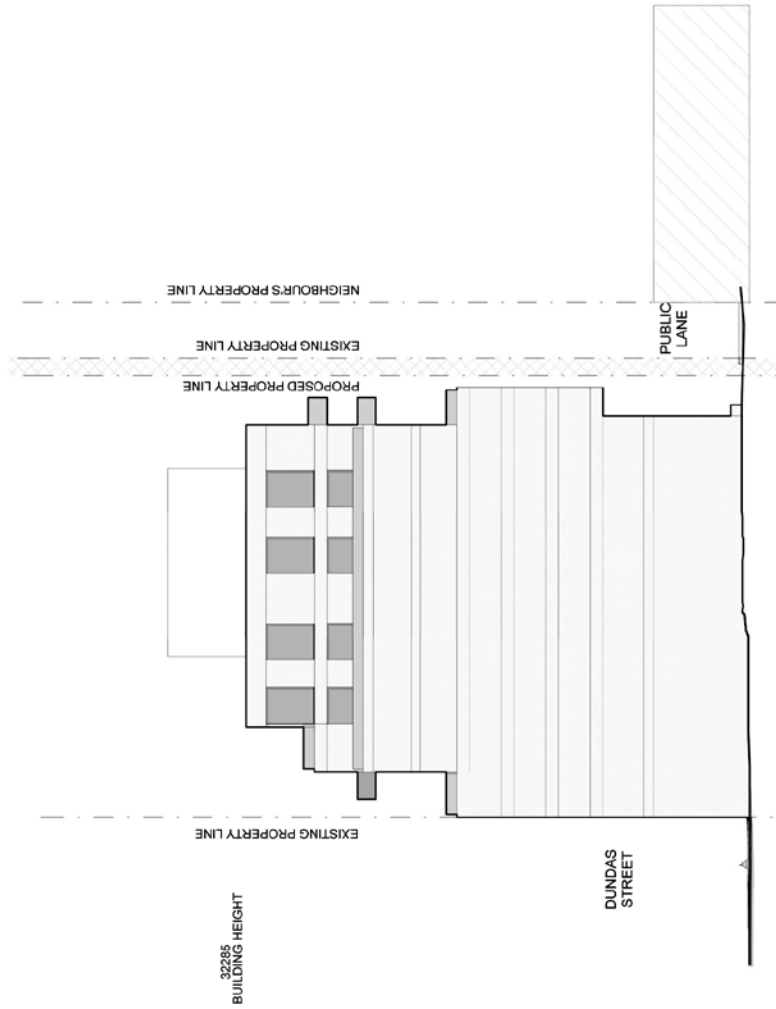 NEIGHBOUR'S PROPERTY LINE
EXISTING PROPERTY LINE
PROPOSED PROPERTY LINE
PUBLIC
LANE
EXISTING PROPERTY LINE
DUNDAS
STREET
32285
BUILDING HEIGHT